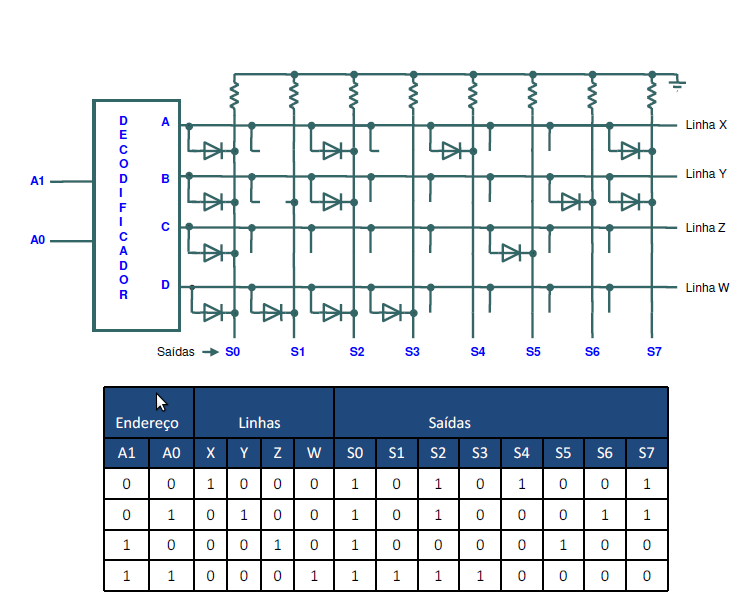 DECODIFICADOR
A
Linha X
B
Linha Y
A1
C
Linha Z
A0
D
Linha W
Saídas S0 S1 S2 S3 S4 S5 S6 S7
Endereço Linhas Saídas
A1 A0 X Y Z W S0 S1 S2 S3 S4 S5 S6 S7
0 0 1 0 0 0 1 0 1 0 1 0 0 1
0 1 0 1 0 0 1 0 1 0 0 0 1 1
1 0 0 0 1 0 1 0 0 0 0 1 0 0
1 1 0 0 0 1 1 1 1 1 0 0 0 0